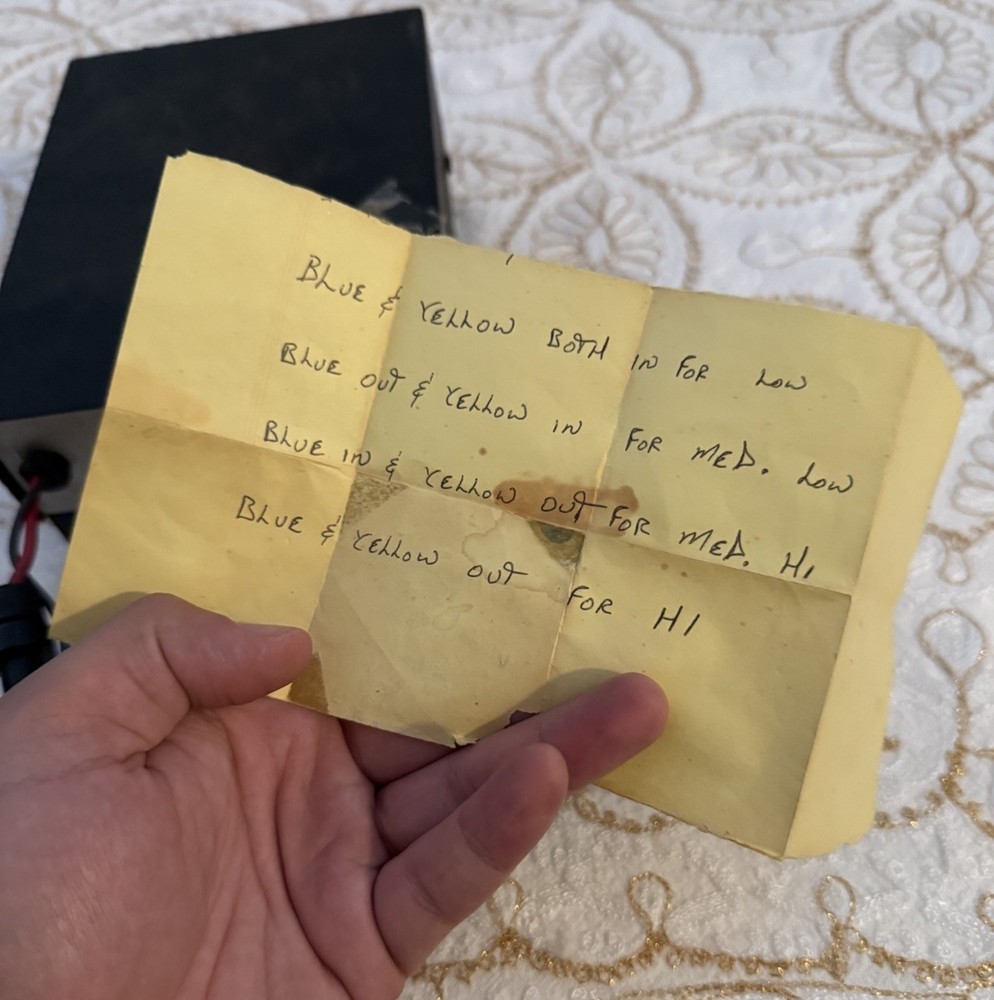 BLUE & YELLOW BOTH IN FOR LOW
BLUE OUT & YELLOW IN FOR MED. LOW
BLUE IN & YELLOW OUT FOR MED. HI
BLUE & YELLOW OUT FOR HI